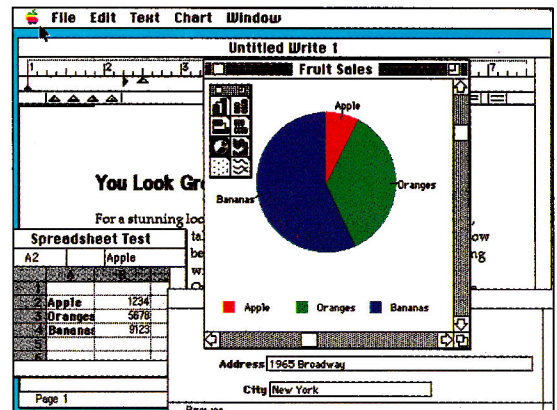 File Edit Text Chart Window
Untitled Write 1
Fruit Sales
Apple
Oranges
Bananas
Apple Oranges Bananas
You Look Gr
For a stunning loo
Spreadsheet Test
A2 Apple
Apple 1234
Oranges 5678
Bananas 9123
Address 1965 Broadway
City New York
Page 1